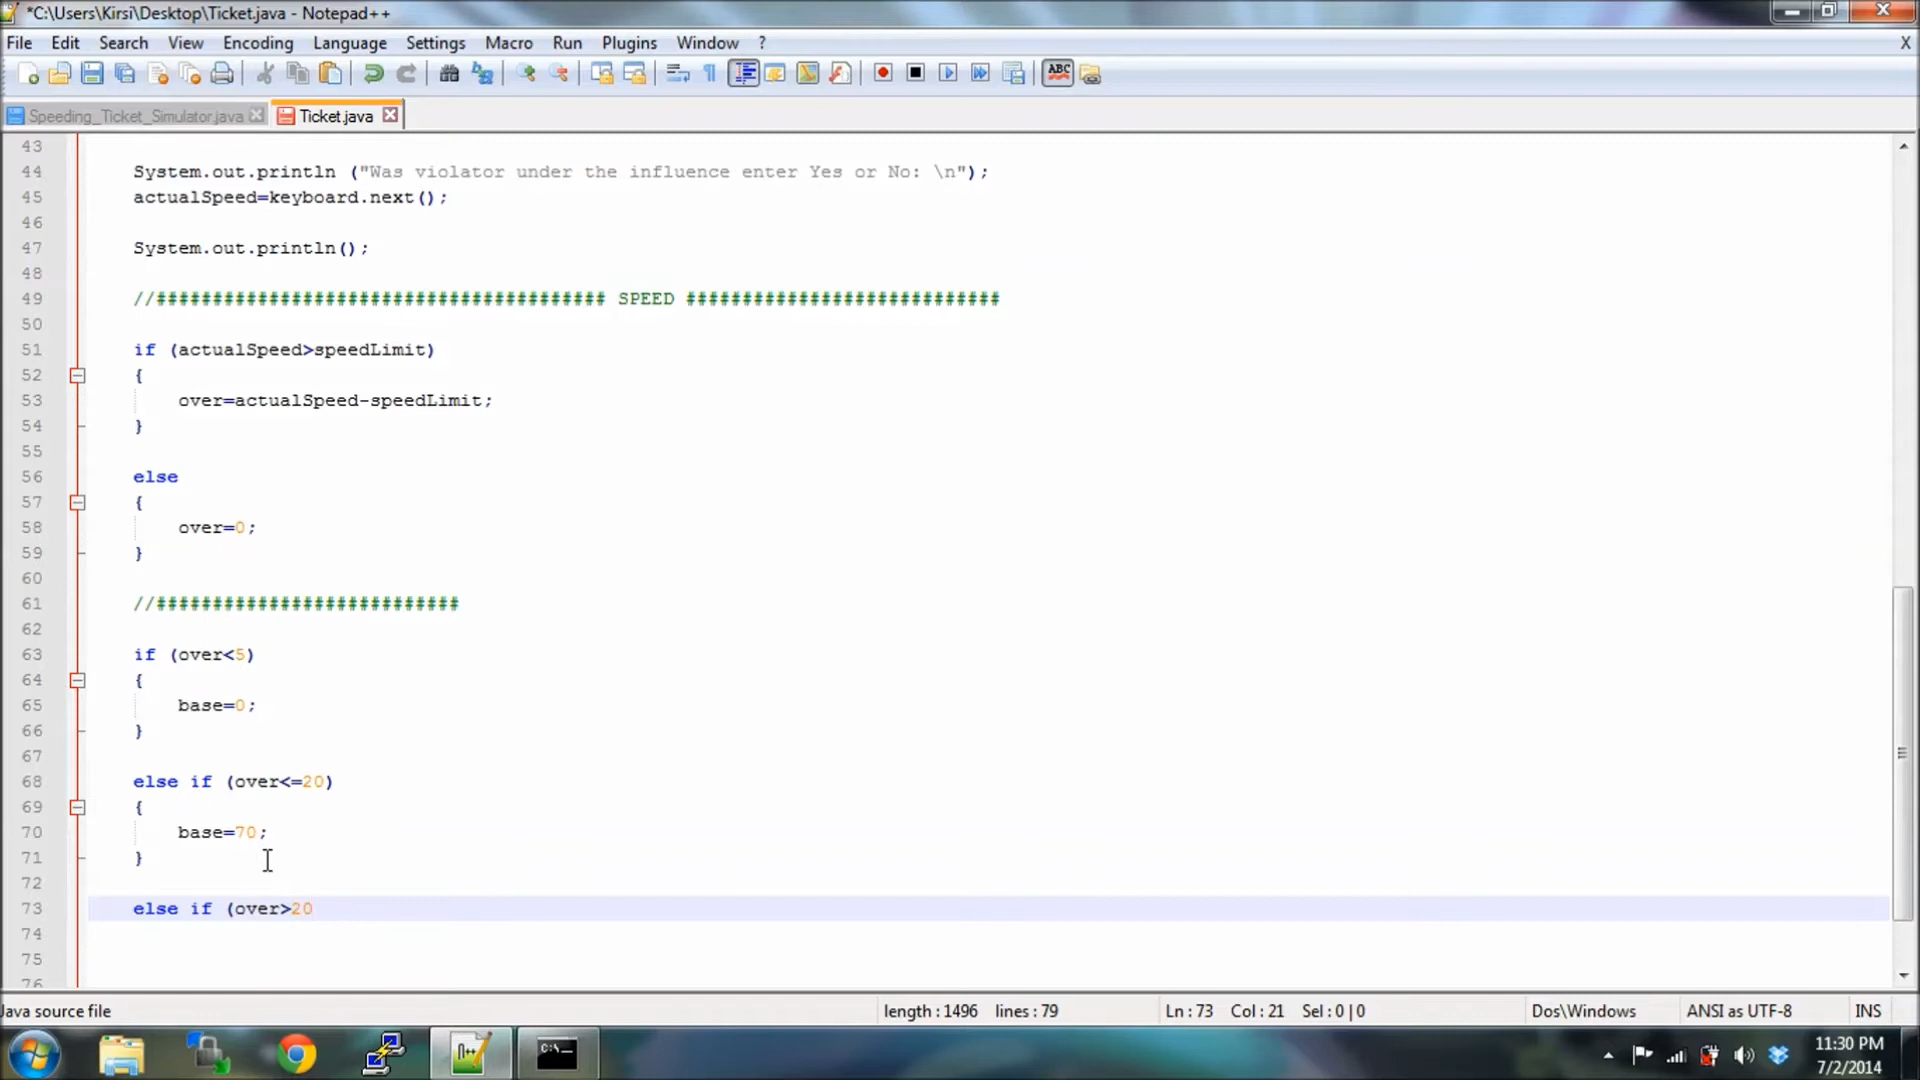 *C:\Users\Kirsi\Desktop\Ticket.java - Notepad++
File Edit Search View Encoding Language Settings Macro Run Plugins Window ? X
ABC
Speeding_Ticket_Simulator.java Ticket.java
43
44 System.out.println ("Was violator under the influence enter Yes or No: \n");
45 actualSpeed=keyboard.next();
46
47 System.out.println();
48
49 //######################################## SPEED ############################
50
51 if (actualSpeed>speedLimit)
52 {
53 over=actualSpeed-speedLimit;
54 }
55
56 else
57 {
58 over=0;
59 }
60
61 //###########################
62
63 if (over<5)
64 {
65 base=0;
66 }
67
68 else if (over<=20)
69 {
70 base=70;
71 }
72
73 else if (over>20
74
75
76
Java source file length : 1496 lines : 79 Ln : 73 Col : 21 Sel : 0 | 0 Dos\Windows ANSI as UTF-8 INS
C:\
11:30 PM
7/2/2014